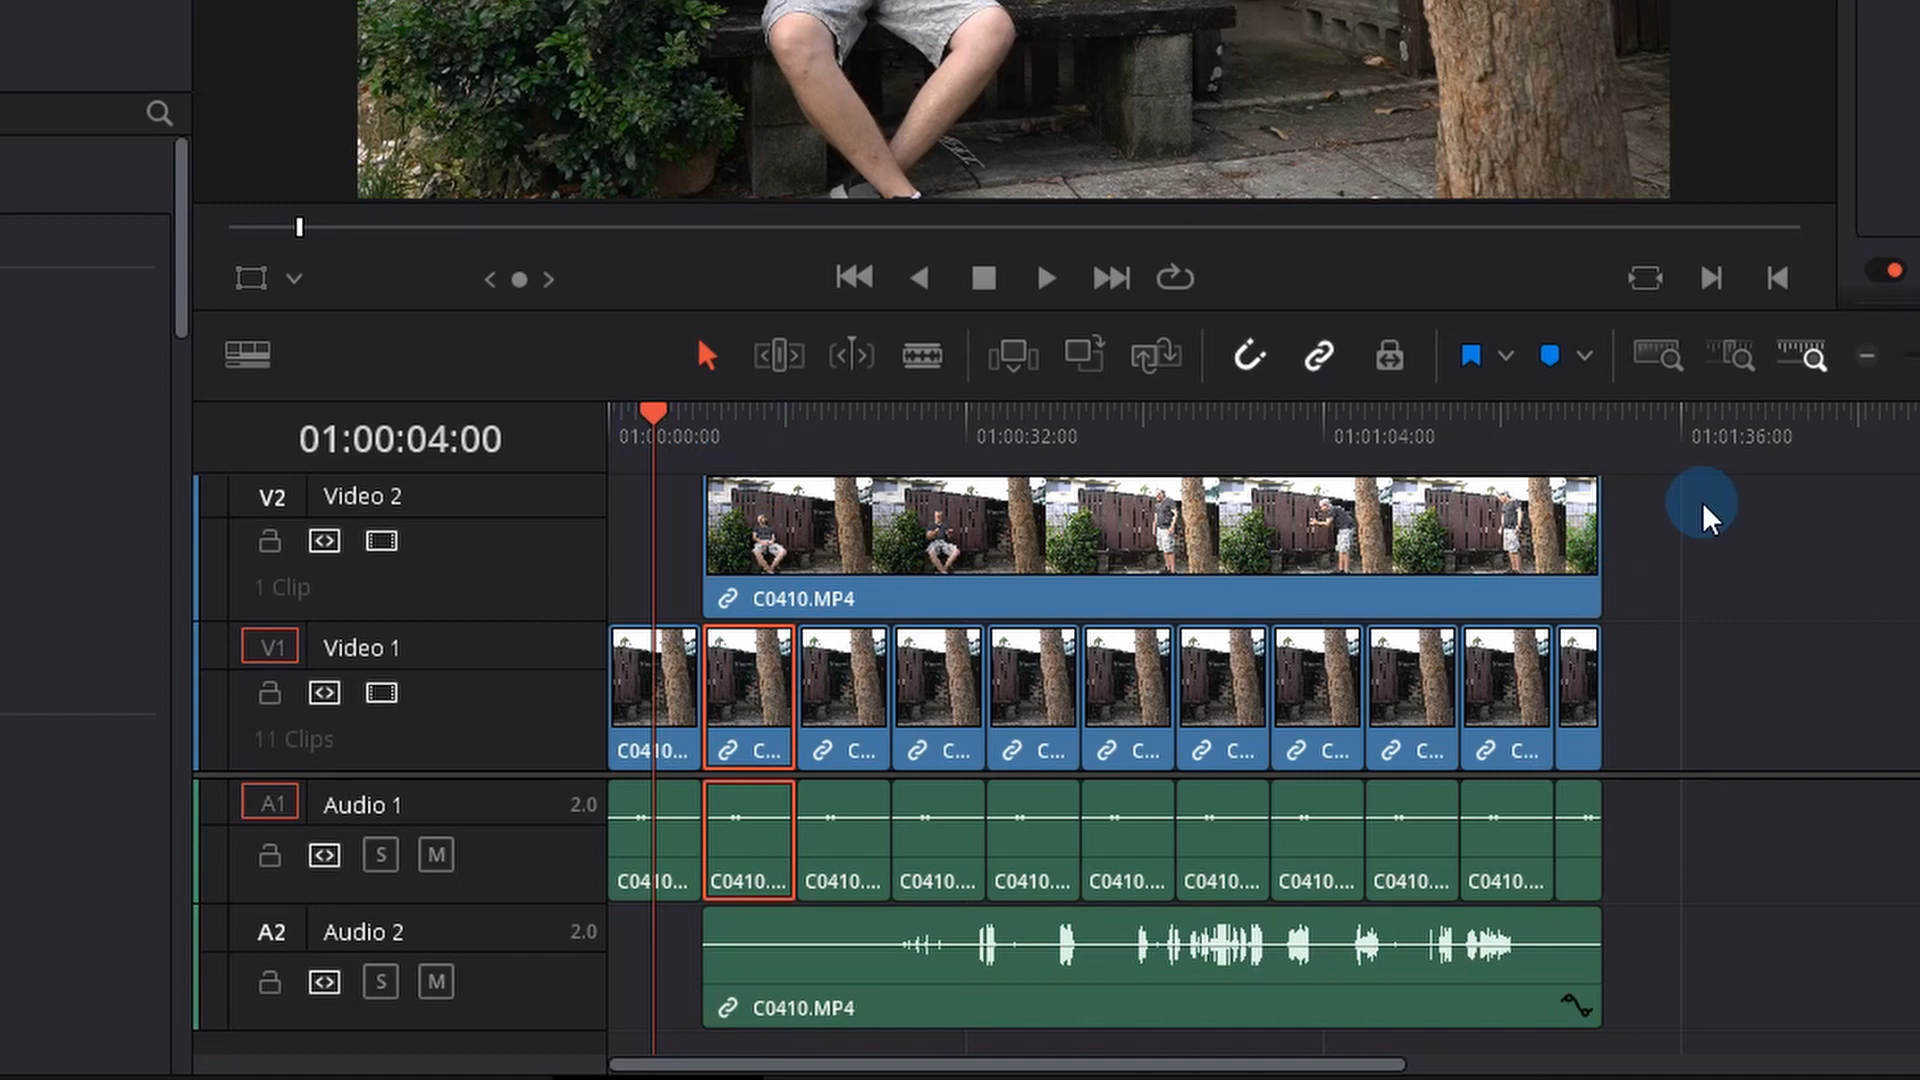 01:00:04:00
01:00:00:00 01:00:32:00 01:01:04:00 01:01:36:00
V2 Video 2
1 Clip
C0410.MP4
V1 Video 1
11 Clips
C0410... C... C... C... C... C... C... C... C... C...
A1 Audio 1 2.0
S M
C0410... C0410.... C0410.... C0410.... C0410.... C0410.... C0410.... C0410.... C0410.... C0410....
A2 Audio 2 2.0
S M
C0410.MP4